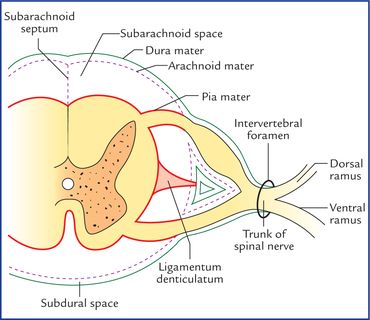 Subarachnoid
septum
Subarachnoid space
Dura mater
Arachnoid mater
Pia mater
Intervertebral
foramen
Dorsal
ramus
Ventral
ramus
Trunk of
spinal nerve
Ligamentum
denticulatum
Subdural space